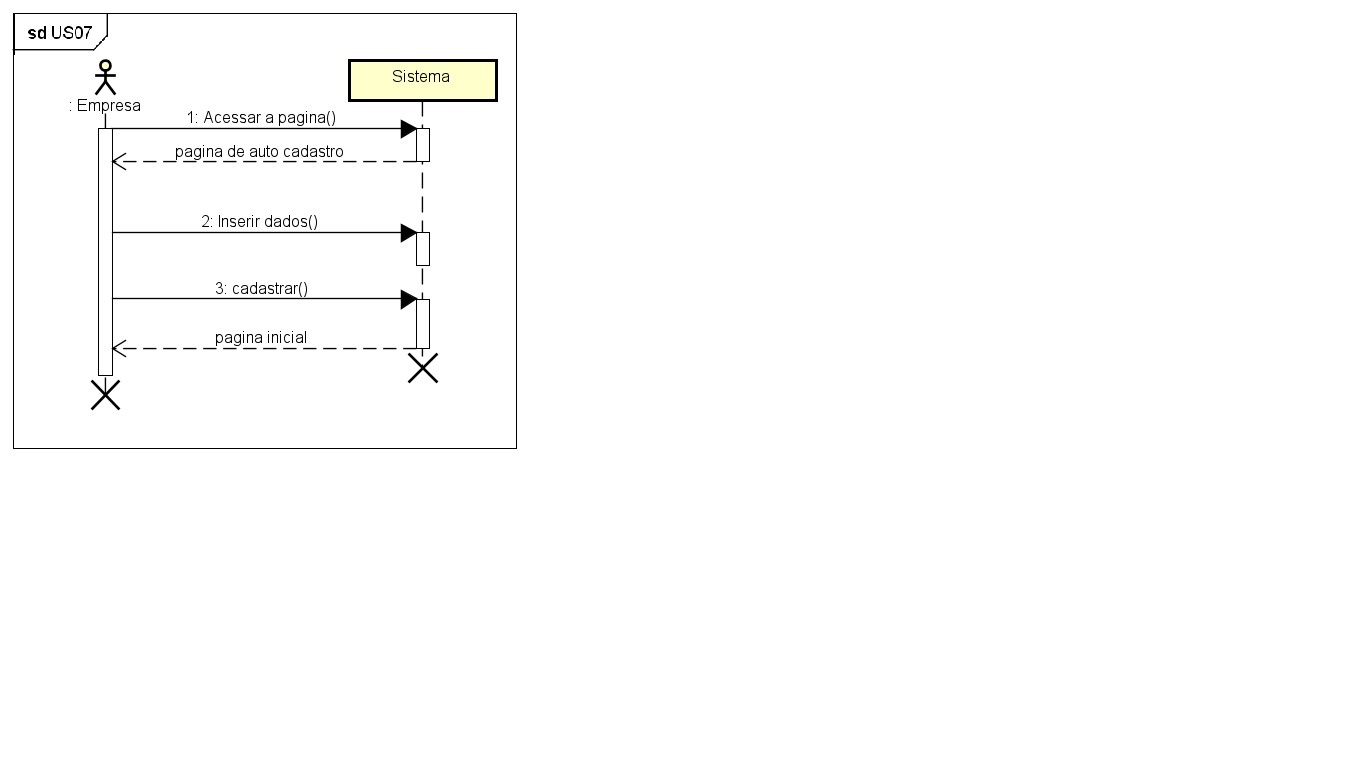 sd US07
Sistema
: Empresa
1: Acessar a pagina()
pagina de auto cadastro
2: Inserir dados()
3: cadastrar()
pagina inicial